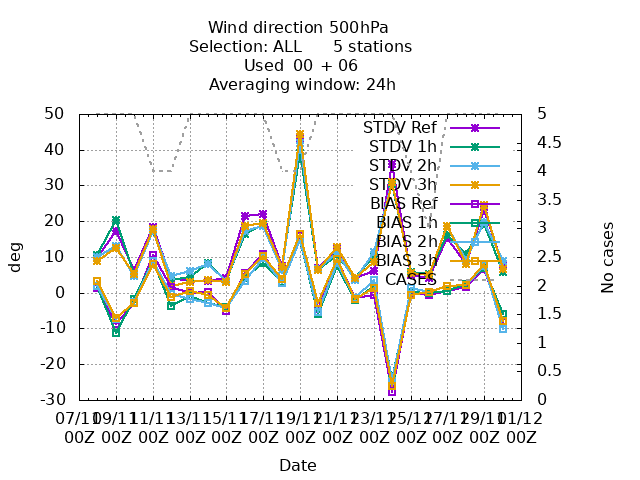 Wind direction 500hPa
Selection: ALL 5 stations
Used 00 + 06
Averaging window: 24h
50 40 30 20 10 0 -10 -20 -30
deg
5 4.5 4 3.5 3 2.5 2 1.5 1 0.5 0
No cases
STDV Ref
STDV 1h
STDV 2h
STDV 3h
BIAS Ref
BIAS 1h
BIAS 2h
BIAS 3h
CASES
07/11 09/11 11/11 13/11 15/11 17/11 19/11 21/11 23/11 25/11 27/11 29/11 01/12
00Z 00Z 00Z 00Z 00Z 00Z 00Z 00Z 00Z 00Z 00Z 00Z 00Z
Date